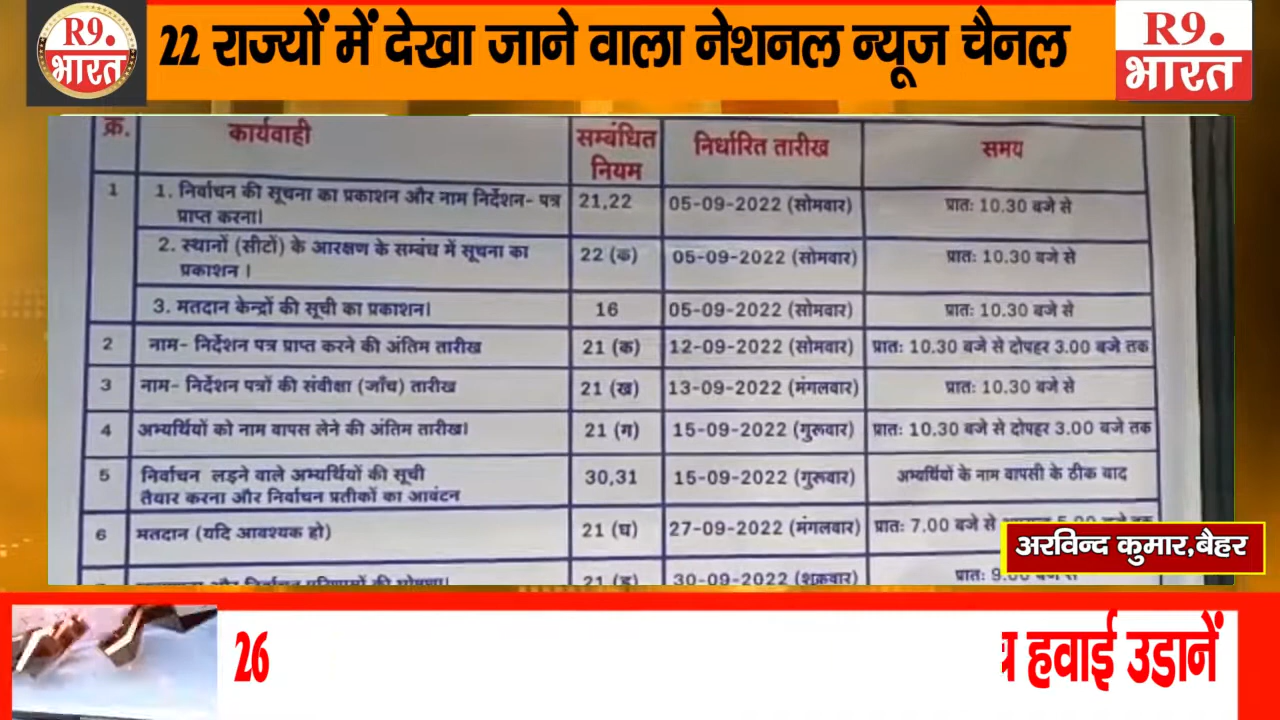 R9.
भारत
22 राज्यों में देखा जाने वाला नेशनल न्यूज चैनल
R9.
भारत
क्र. कार्यवाही सम्बंधित नियम निर्धारित तारीख समय
1 1. निर्वाचन की सूचना का प्रकाशन और नाम निर्देशन- पत्र 21,22 05-09-2022 (सोमवार) प्रातः 10.30 बजे से
प्राप्त करना।
2. स्थानों (सीटों) के आरक्षण के सम्बंध में सूचना का 22 (क) 05-09-2022 (सोमवार) प्रातः 10.30 बजे से
प्रकाशन ।
3. मतदान केन्द्रों की सूची का प्रकाशन। 16 05-09-2022 (सोमवार) प्रातः 10.30 बजे से
2 नाम- निर्देशन पत्र प्राप्त करने की अंतिम तारीख 21 (क) 12-09-2022 (सोमवार) प्रातः 10.30 बजे से दोपहर 3.00 बजे तक
3 नाम- निर्देशन पत्रों की संवीक्षा (जाँच) तारीख 21 (ख) 13-09-2022 (मंगलवार) प्रातः 10.30 बजे से
4 अभ्यर्थियों को नाम वापस लेने की अंतिम तारीख। 21 (ग) 15-09-2022 (गुरूवार) प्रातः 10.30 बजे से दोपहर 3.00 बजे तक
5 निर्वाचन लड़ने वाले अभ्यर्थियों की सूची 30,31 15-09-2022 (गुरूवार) अभ्यर्थियों के नाम वापसी के ठीक बाद
तैयार करना और निर्वाचन प्रतीकों का आवंटन
6 मतदान (यदि आवश्यक हो) 21 (घ) 27-09-2022 (मंगलवार) प्रातः 7.00 बजे से
और निर्वाचन परिणामों की घोषणा। 30-09-2022 (शुक्रवार) प्रातः
अरविन्द कुमार,बैहर
26 हवाई उडानें